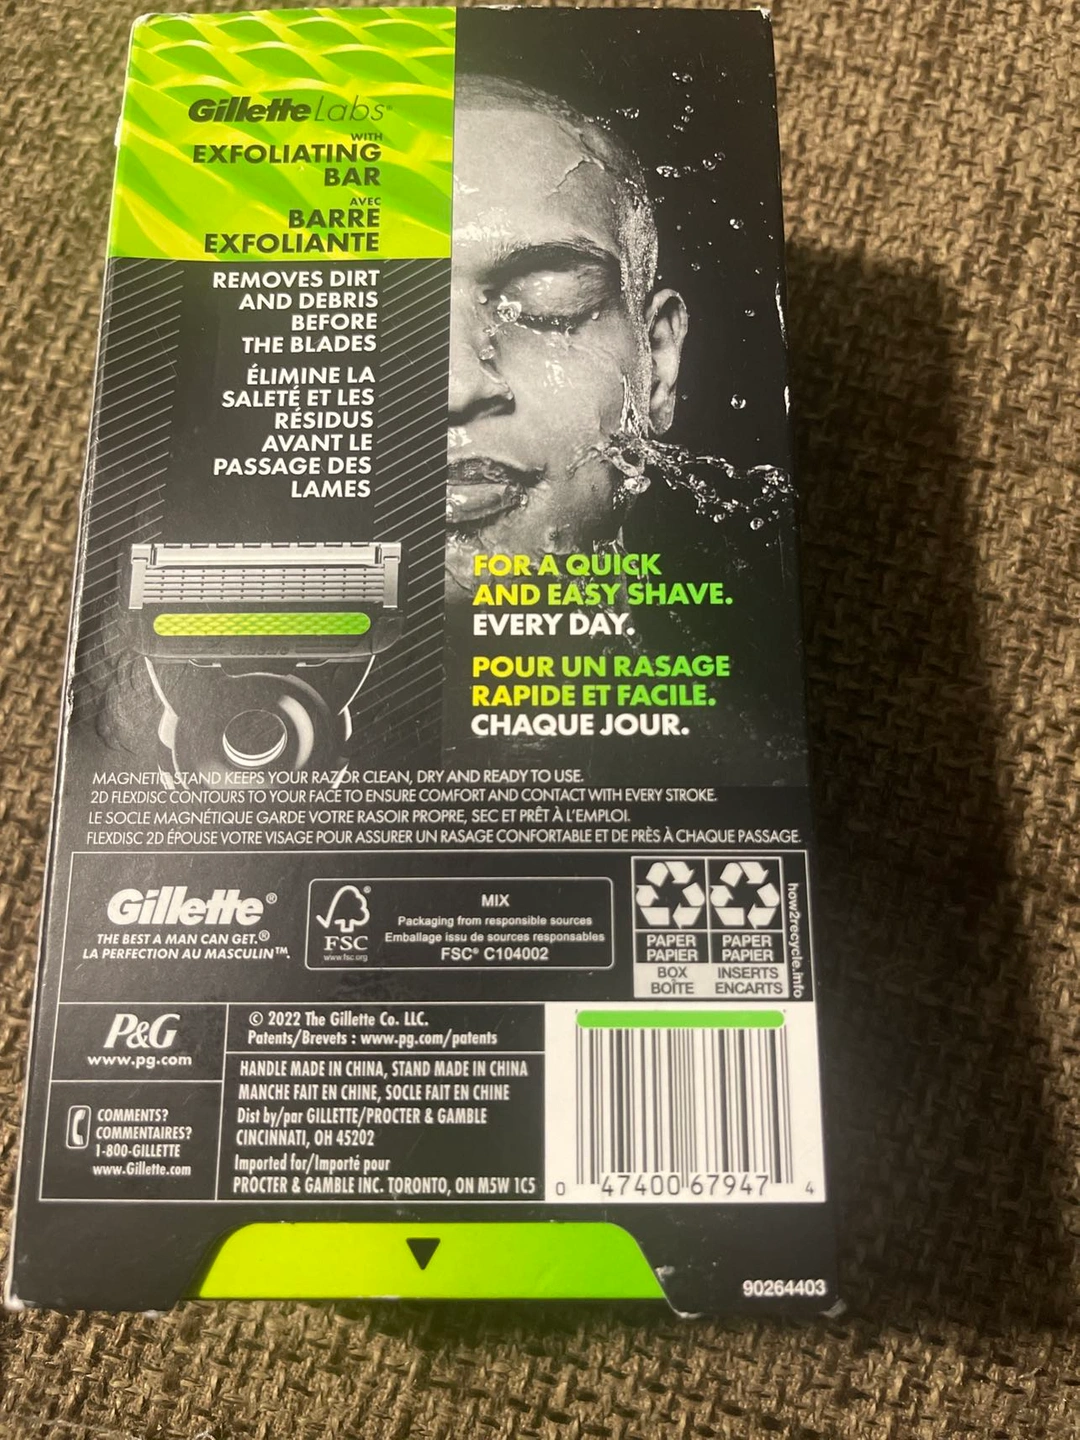 GilletteLabs®
WITH
EXFOLIATING
BAR
AVEC
BARRE
EXFOLIANTE
REMOVES DIRT
AND DEBRIS
BEFORE
THE BLADES
ÉLIMINE LA
SALETÉ ET LES
RÉSIDUS
AVANT LE
PASSAGE DES
LAMES
FOR A QUICK
AND EASY SHAVE.
EVERY DAY.
POUR UN RASAGE
RAPIDE ET FACILE.
CHAQUE JOUR.
MAGNETIC STAND KEEPS YOUR RAZOR CLEAN, DRY AND READY TO USE.
2D FLEXDISC CONTOURS TO YOUR FACE TO ENSURE COMFORT AND CONTACT WITH EVERY STROKE.
LE SOCLE MAGNÉTIQUE GARDE VOTRE RASOIR PROPRE, SEC ET PRÊT À L'EMPLOI.
FLEXDISC 2D ÉPOUSE VOTRE VISAGE POUR ASSURER UN RASAGE CONFORTABLE ET DE PRÈS À CHAQUE PASSAGE.
Gillette®
THE BEST A MAN CAN GET.®
LA PERFECTION AU MASCULIN™.
FSC
www.fsc.org
MIX
Packaging from responsible sources
Emballage issu de sources responsables
FSC® C104002
PAPER
PAPIER
BOX
BOÎTE
PAPER
PAPIER
INSERTS
ENCARTS
how2recycle.info
P&G
www.pg.com
COMMENTS?
COMMENTAIRES?
1-800-GILLETTE
www.Gillette.com
© 2022 The Gillette Co. LLC.
Patents/Brevets : www.pg.com/patents
HANDLE MADE IN CHINA, STAND MADE IN CHINA
MANCHE FAIT EN CHINE, SOCLE FAIT EN CHINE
Dist by/par GILLETTE/PROCTER & GAMBLE
CINCINNATI, OH 45202
Imported for/Importé pour
PROCTER & GAMBLE INC. TORONTO, ON M5W 1C5
0 47400 67947 4
90264403